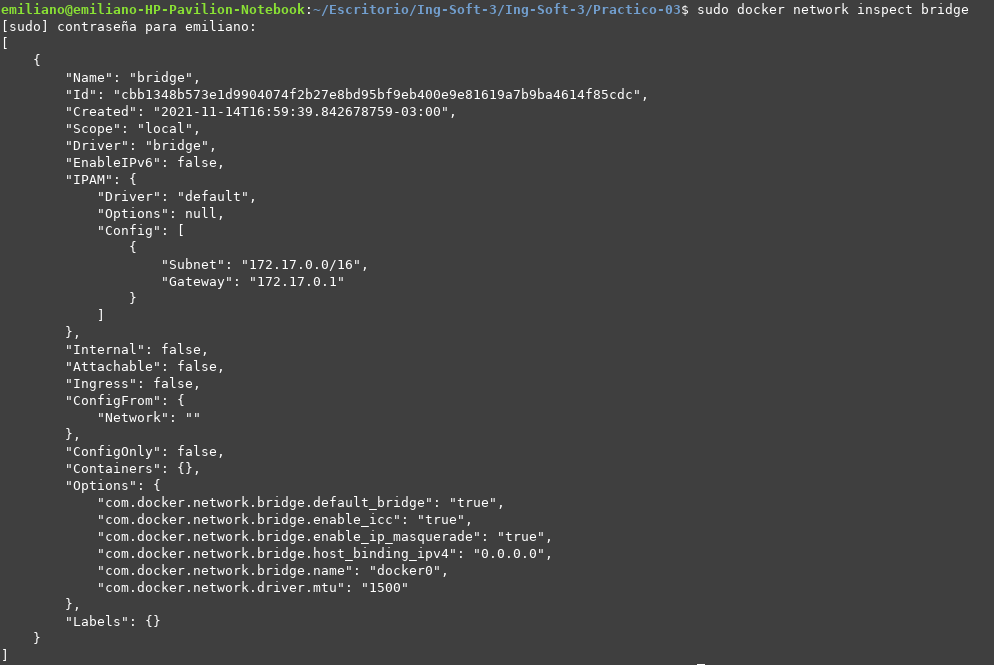 emiliano@emiliano-HP-Pavilion-Notebook:~/Escritorio/Ing-Soft-3/Ing-Soft-3/Practico-03$ sudo docker network inspect bridge
[sudo] contraseña para emiliano:
[
    {
        "Name": "bridge",
        "Id": "cbb1348b573e1d9904074f2b27e8bd95bf9eb400e9e81619a7b9ba4614f85cdc",
        "Created": "2021-11-14T16:59:39.842678759-03:00",
        "Scope": "local",
        "Driver": "bridge",
        "EnableIPv6": false,
        "IPAM": {
            "Driver": "default",
            "Options": null,
            "Config": [
                {
                    "Subnet": "172.17.0.0/16",
                    "Gateway": "172.17.0.1"
                }
            ]
        },
        "Internal": false,
        "Attachable": false,
        "Ingress": false,
        "ConfigFrom": {
            "Network": ""
        },
        "ConfigOnly": false,
        "Containers": {},
        "Options": {
            "com.docker.network.bridge.default_bridge": "true",
            "com.docker.network.bridge.enable_icc": "true",
            "com.docker.network.bridge.enable_ip_masquerade": "true",
            "com.docker.network.bridge.host_binding_ipv4": "0.0.0.0",
            "com.docker.network.bridge.name": "docker0",
            "com.docker.network.driver.mtu": "1500"
        },
        "Labels": {}
    }
]